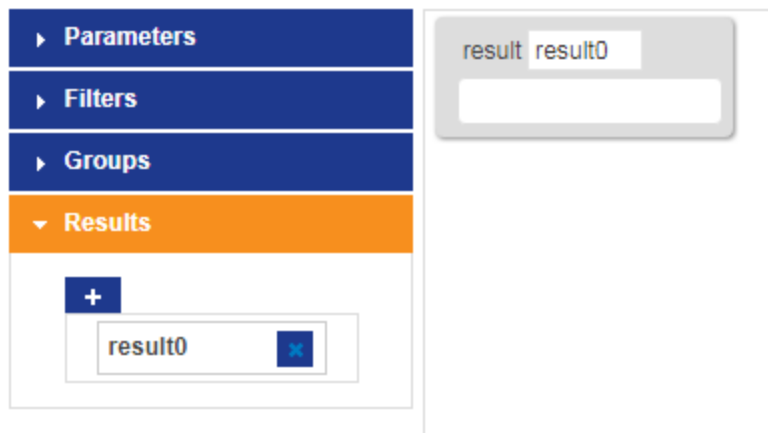 Parameters
Filters
Groups
Results
+
result0
result result0